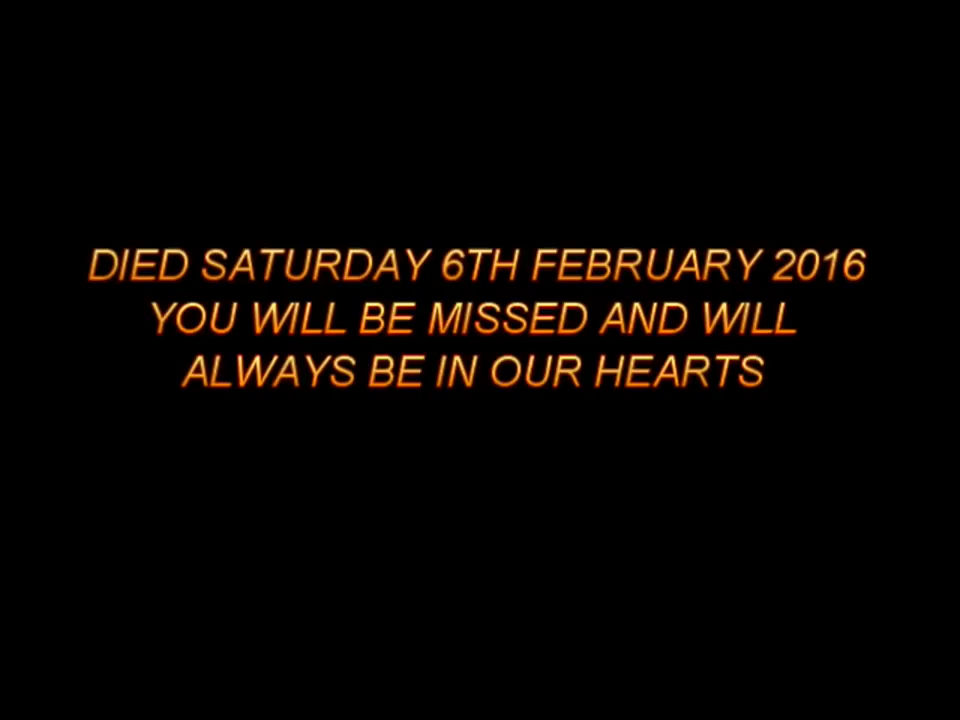 DIED SATURDAY 6TH FEBRUARY 2016
YOU WILL BE MISSED AND WILL
ALWAYS BE IN OUR HEARTS